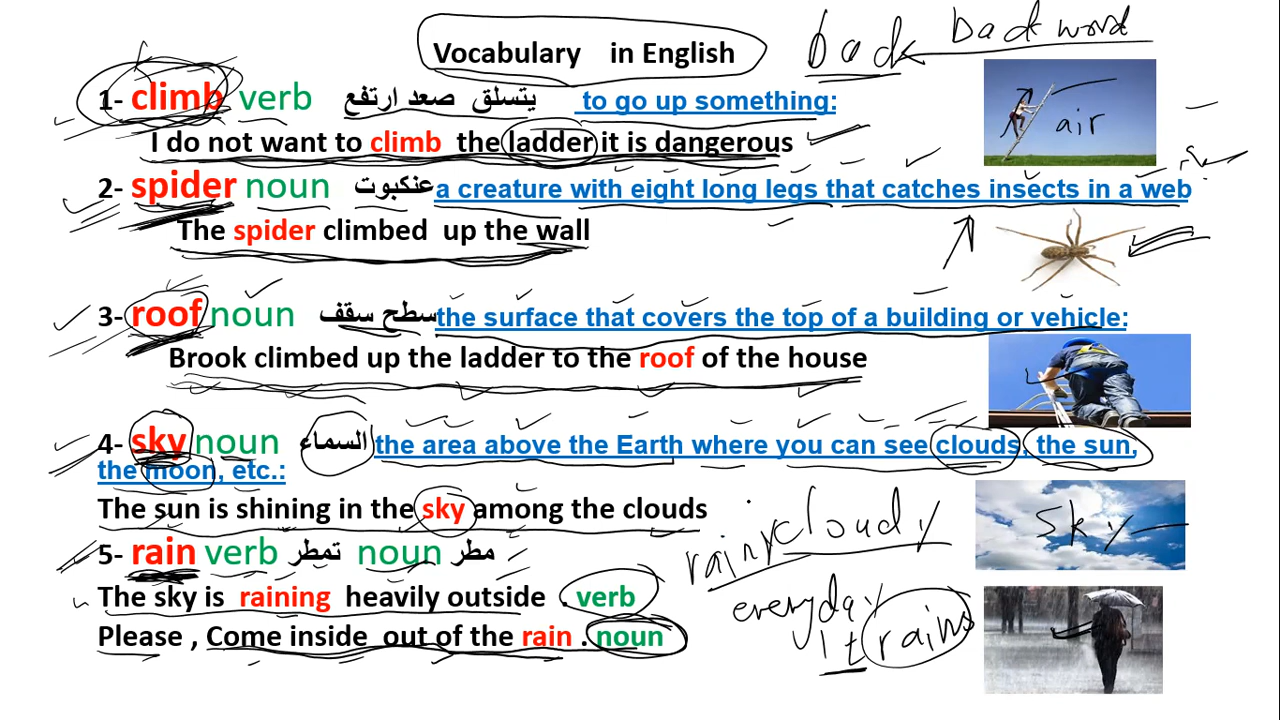 Vocabulary in English
back backword
1- climb verb يتسلق صعد ارتفع to go up something:
I do not want to climb the ladder it is dangerous
air
2- spider noun عنكبوت a creature with eight long legs that catches insects in a web
The spider climbed up the wall
3- roof noun سطح سقف the surface that covers the top of a building or vehicle:
Brook climbed up the ladder to the roof of the house
4- sky noun السماء the area above the Earth where you can see clouds, the sun,
the moon, etc.:
The sun is shining in the sky among the clouds
rainy cloudy
sky
5- rain verb تمطر noun مطر
The sky is raining heavily outside . verb
everyday
Please , Come inside out of the rain . noun
It rains